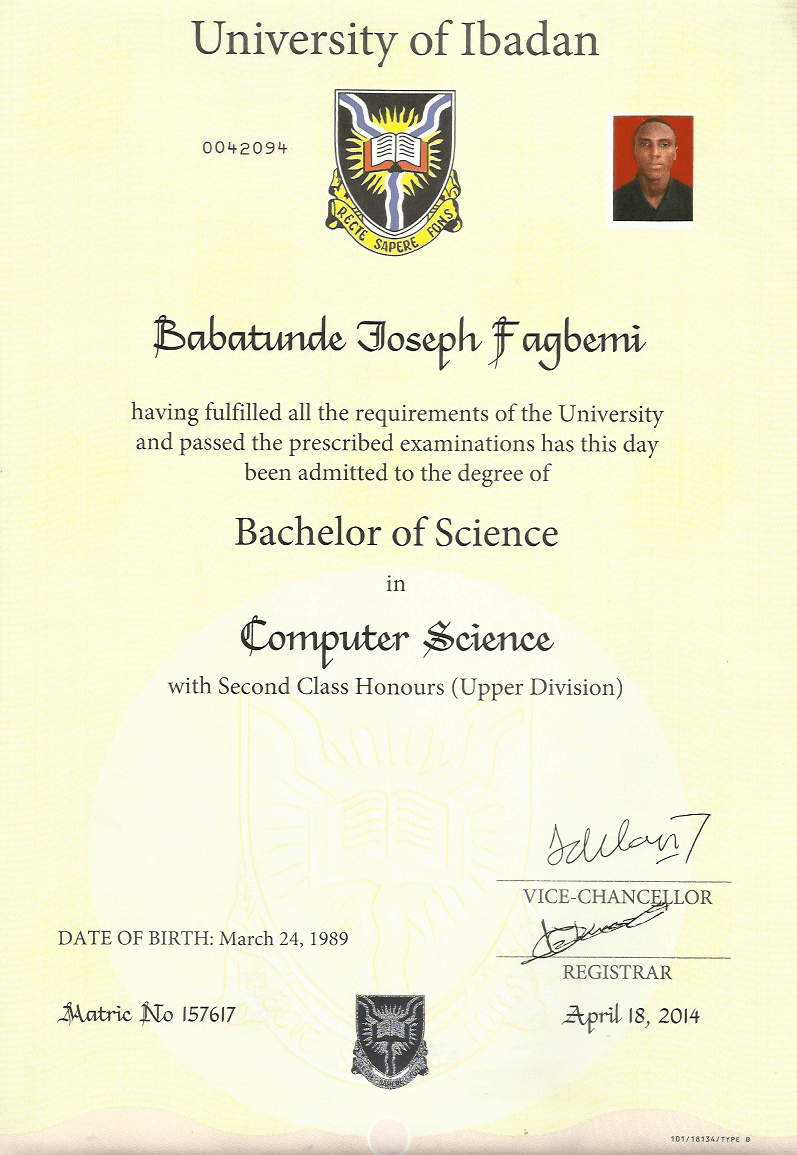 University of Ibadan
0042094
RECTE SAPERE FONS
Babatunde Joseph Fagbemi
having fulfilled all the requirements of the University
and passed the prescribed examinations has this day
been admitted to the degree of
Bachelor of Science
in
Computer Science
with Second Class Honours (Upper Division)
VICE-CHANCELLOR
DATE OF BIRTH: March 24, 1989
REGISTRAR
Matric No 157617
April 18, 2014
101/18134/TYPE B